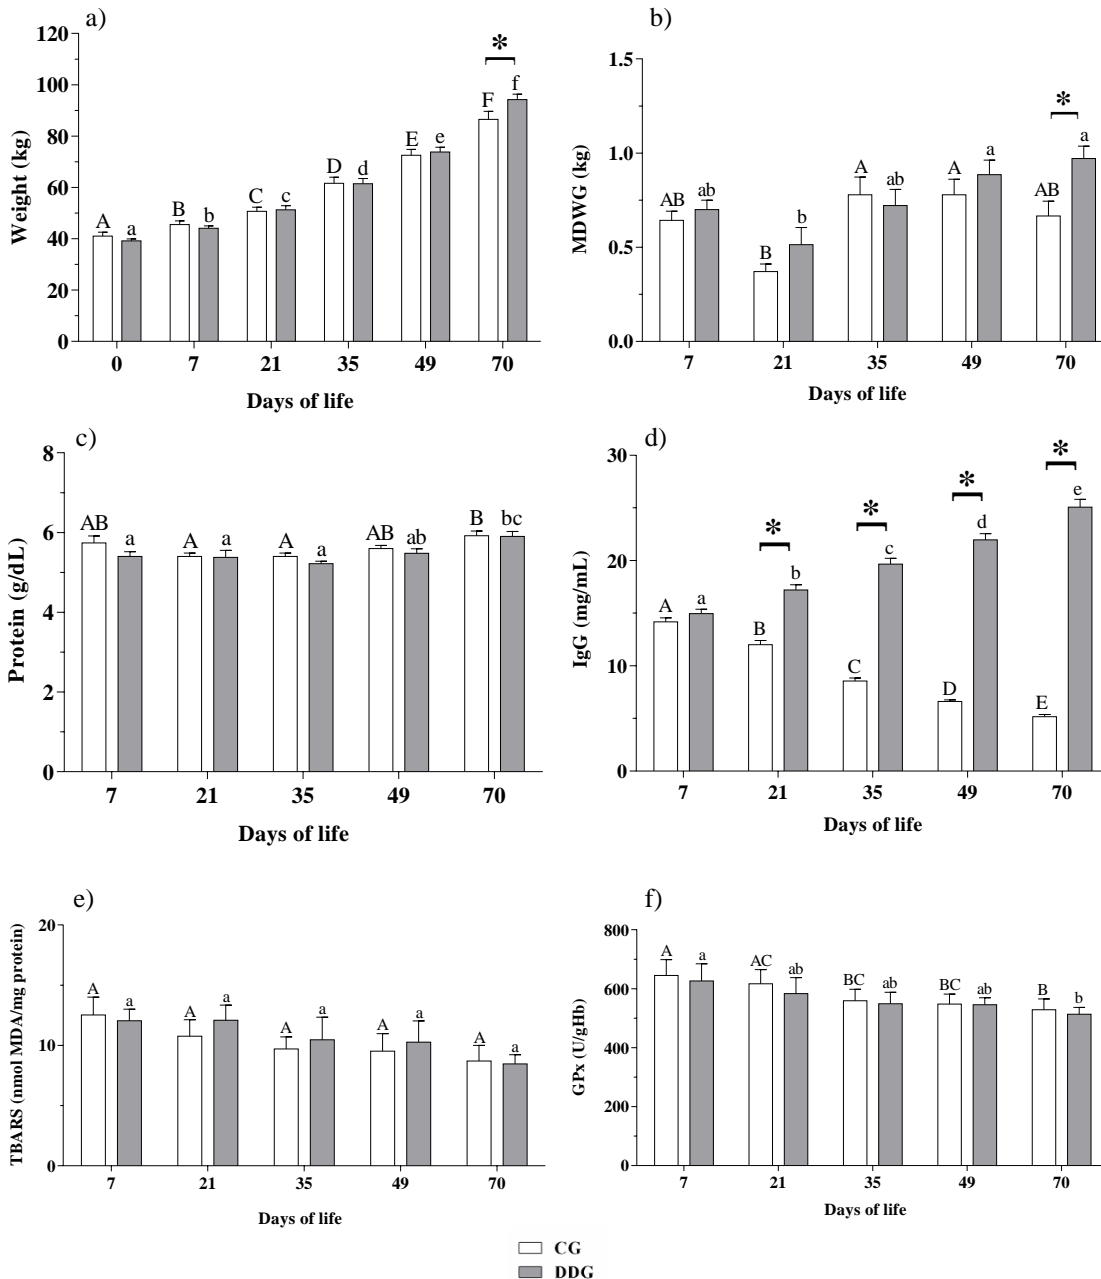 a)
Weight (kg)
120
100
80
60
40
20
0
A a B b C c D d E e F f
*
0 7 21 35 49 70
Days of life
b)
MDWG (kg)
1.5
1.0
0.5
0.0
AB ab B b A ab A a AB a
*
7 21 35 49 70
Days of life
c)
Protein (g/dL)
8
6
4
2
0
AB a A a A a AB ab B bc
7 21 35 49 70
Days of life
d)
IgG (mg/mL)
30
20
10
0
A a B b C c D d E e
* * * *
7 21 35 49 70
Days of life
e)
TBARS (nmol MDA/mg protein)
20
10
0
A a A a A a A a A a
7 21 35 49 70
Days of life
f)
GPx (U/gHb)
800
600
400
200
0
A a AC ab BC ab BC ab B b
7 21 35 49 70
Days of life
CG
DDG